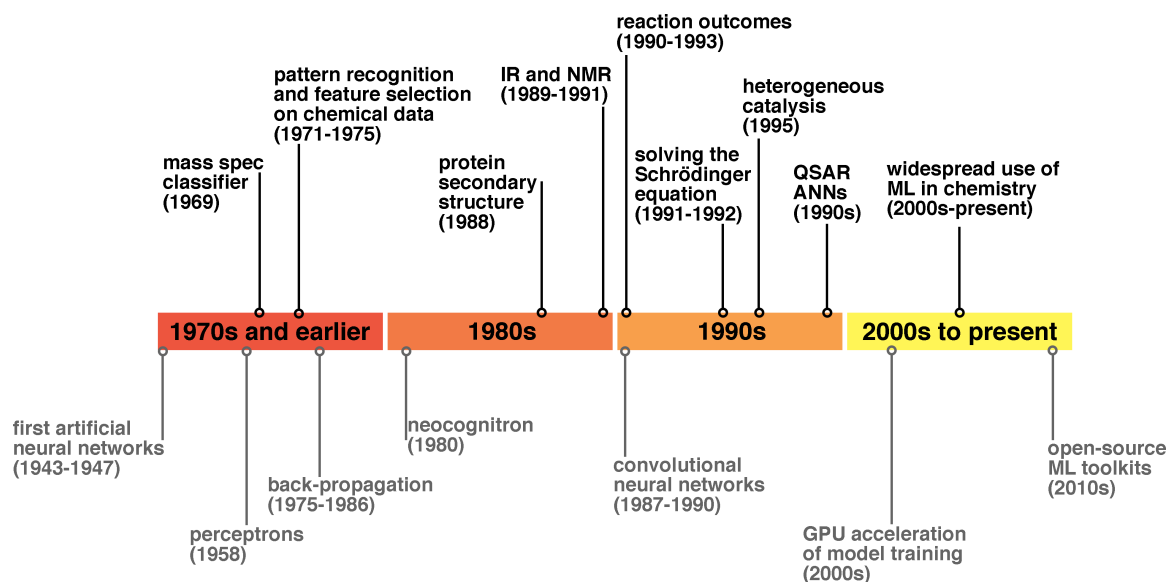 reaction outcomes
(1990-1993)
pattern recognition
and feature selection
on chemical data
(1971-1975)
IR and NMR
(1989-1991)
heterogeneous
catalysis
(1995)
mass spec
classifier
(1969)
protein
secondary
structure
(1988)
solving the
Schrödinger
equation
(1991-1992)
QSAR
ANNs
(1990s)
widespread use of
ML in chemistry
(2000s-present)
1970s and earlier
1980s
1990s
2000s to present
first artificial
neural networks
(1943-1947)
perceptrons
(1958)
back-propagation
(1975-1986)
neocognitron
(1980)
convolutional
neural networks
(1987-1990)
GPU acceleration
of model training
(2000s)
open-source
ML toolkits
(2010s)